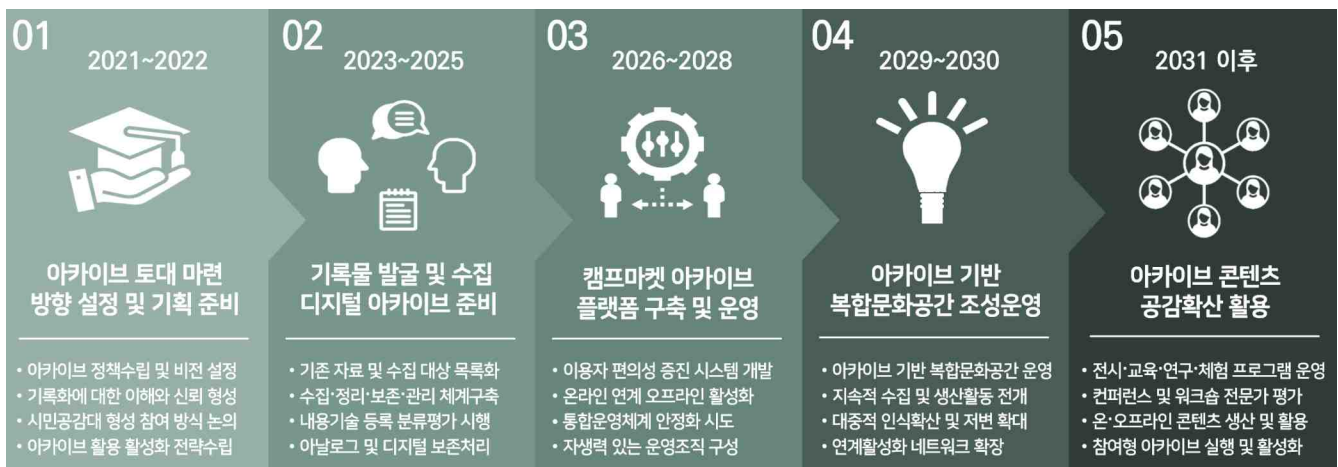 01
2021~2022
아카이브 토대 마련
방향 설정 및 기획 준비
• 아카이브 정책수립 및 비전 설정
• 기록화에 대한 이해와 신뢰 형성
• 시민공감대 형성 참여 방식 논의
• 아카이브 활용 활성화 전략수립
02
2023~2025
기록물 발굴 및 수집
디지털 아카이브 준비
• 기존 자료 및 수집 대상 목록화
• 수집·정리·보존·관리 체계구축
• 내용기술 등록 분류평가 시행
• 아날로그 및 디지털 보존처리
03
2026~2028
캠프마켓 아카이브
플랫폼 구축 및 운영
• 이용자 편의성 증진 시스템 개발
• 온라인 연계 오프라인 활성화
• 통합운영체계 안정화 시도
• 자생력 있는 운영조직 구성
04
2029~2030
아카이브 기반
복합문화공간 조성운영
• 아카이브 기반 복합문화공간 운영
• 지속적 수집 및 생산활동 전개
• 대중적 인식확산 및 저변 확대
• 연계활성화 네트워크 확장
05
2031 이후
아카이브 콘텐츠
공감확산 활용
• 전시·교육·연구·체험 프로그램 운영
• 컨퍼런스 및 워크숍 전문가 평가
• 온·오프라인 콘텐츠 생산 및 활용
• 참여형 아카이브 실행 및 활성화